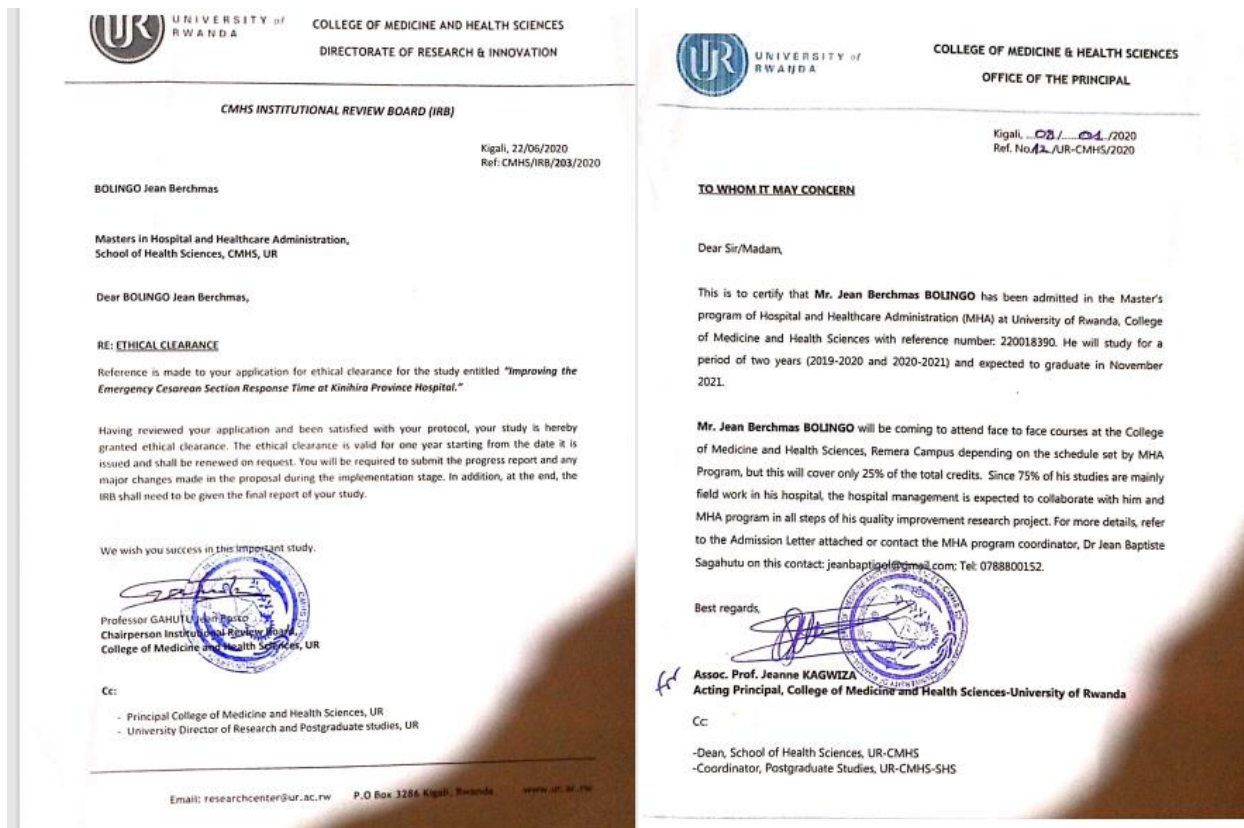 UR
UNIVERSITY of
RWANDA
COLLEGE OF MEDICINE AND HEALTH SCIENCES
DIRECTORATE OF RESEARCH & INNOVATION
CMHS INSTITUTIONAL REVIEW BOARD (IRB)
Kigali, 22/06/2020
Ref: CMHS/IRB/203/2020
BOLINGO Jean Berchmas
Masters in Hospital and Healthcare Administration,
School of Health Sciences, CMHS, UR
Dear BOLINGO Jean Berchmas,
RE: ETHICAL CLEARANCE
Reference is made to your application for ethical clearance for the study entitled "Improving the
Emergency Cesarean Section Response Time at Kinihira Province Hospital."
Having reviewed your application and been satisfied with your protocol, your study is hereby
granted ethical clearance. The ethical clearance is valid for one year starting from the date it is
issued and shall be renewed on request. You will be required to submit the progress report and any
major changes made in the proposal during the implementation stage. In addition, at the end, the
IRB shall need to be given the final report of your study.
We wish you success in this important study.
Professor GAHUTU Jean Bosco
Chairperson Institutional Review Board,
College of Medicine and Health Sciences, UR
Cc:
- Principal College of Medicine and Health Sciences, UR
- University Director of Research and Postgraduate studies, UR
Email: researchcenter@ur.ac.rw P.O Box 3286 Kigali, Rwanda www.ur.ac.rw
UR
UNIVERSITY of
RWANDA
COLLEGE OF MEDICINE & HEALTH SCIENCES
OFFICE OF THE PRINCIPAL
Kigali, ...08/.....01../2020
Ref. No12../UR-CMHS/2020
TO WHOM IT MAY CONCERN
Dear Sir/Madam,
This is to certify that Mr. Jean Berchmas BOLINGO has been admitted in the Master's
program of Hospital and Healthcare Administration (MHA) at University of Rwanda, College
of Medicine and Health Sciences with reference number: 220018390. He will study for a
period of two years (2019-2020 and 2020-2021) and expected to graduate in November
2021.
Mr. Jean Berchmas BOLINGO will be coming to attend face to face courses at the College
of Medicine and Health Sciences, Remera Campus depending on the schedule set by MHA
Program, but this will cover only 25% of the total credits. Since 75% of his studies are mainly
field work in his hospital, the hospital management is expected to collaborate with him and
MHA program in all steps of his quality improvement research project. For more details, refer
to the Admission Letter attached or contact the MHA program coordinator, Dr Jean Baptiste
Sagahutu on this contact: jeanbaptigol@gmail.com; Tel: 0788800152.
Best regards,
for
Assoc. Prof. Jeanne KAGWIZA
Acting Principal, College of Medicine and Health Sciences-University of Rwanda
Cc:
-Dean, School of Health Sciences, UR-CMHS
-Coordinator, Postgraduate Studies, UR-CMHS-SHS